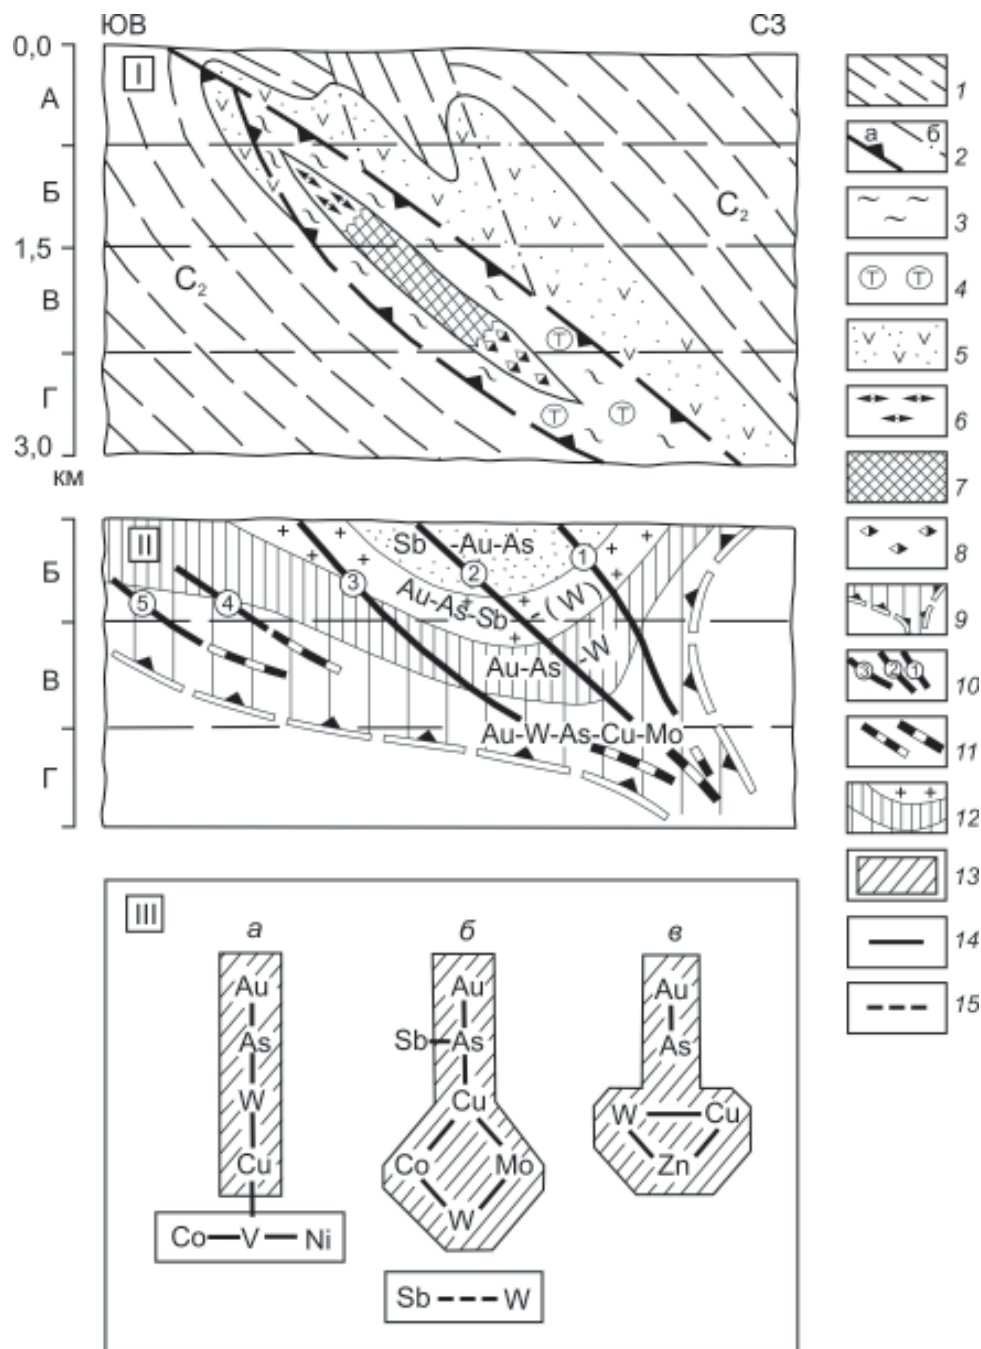 ЮВ СЗ
0,0
I
А
Б
C₂
1,5
C₂
В
Т
Г
Т Т
3,0
км
II
Sb -Au-As
1
Б
2
3
Au-As-Sb -(W)
5
4
Au-As -W
В
Au-W-As-Cu-Mo
Г
III
а б в
Au Au Au
Sb As
As As
W Cu W Cu
Cu Co Mo Zn
W
Co V Ni
Sb W
1
а б 2
3
Т Т 4
v v v 5
6
7
8
9
3 2 1 10
11
+ + 12
13
14
15